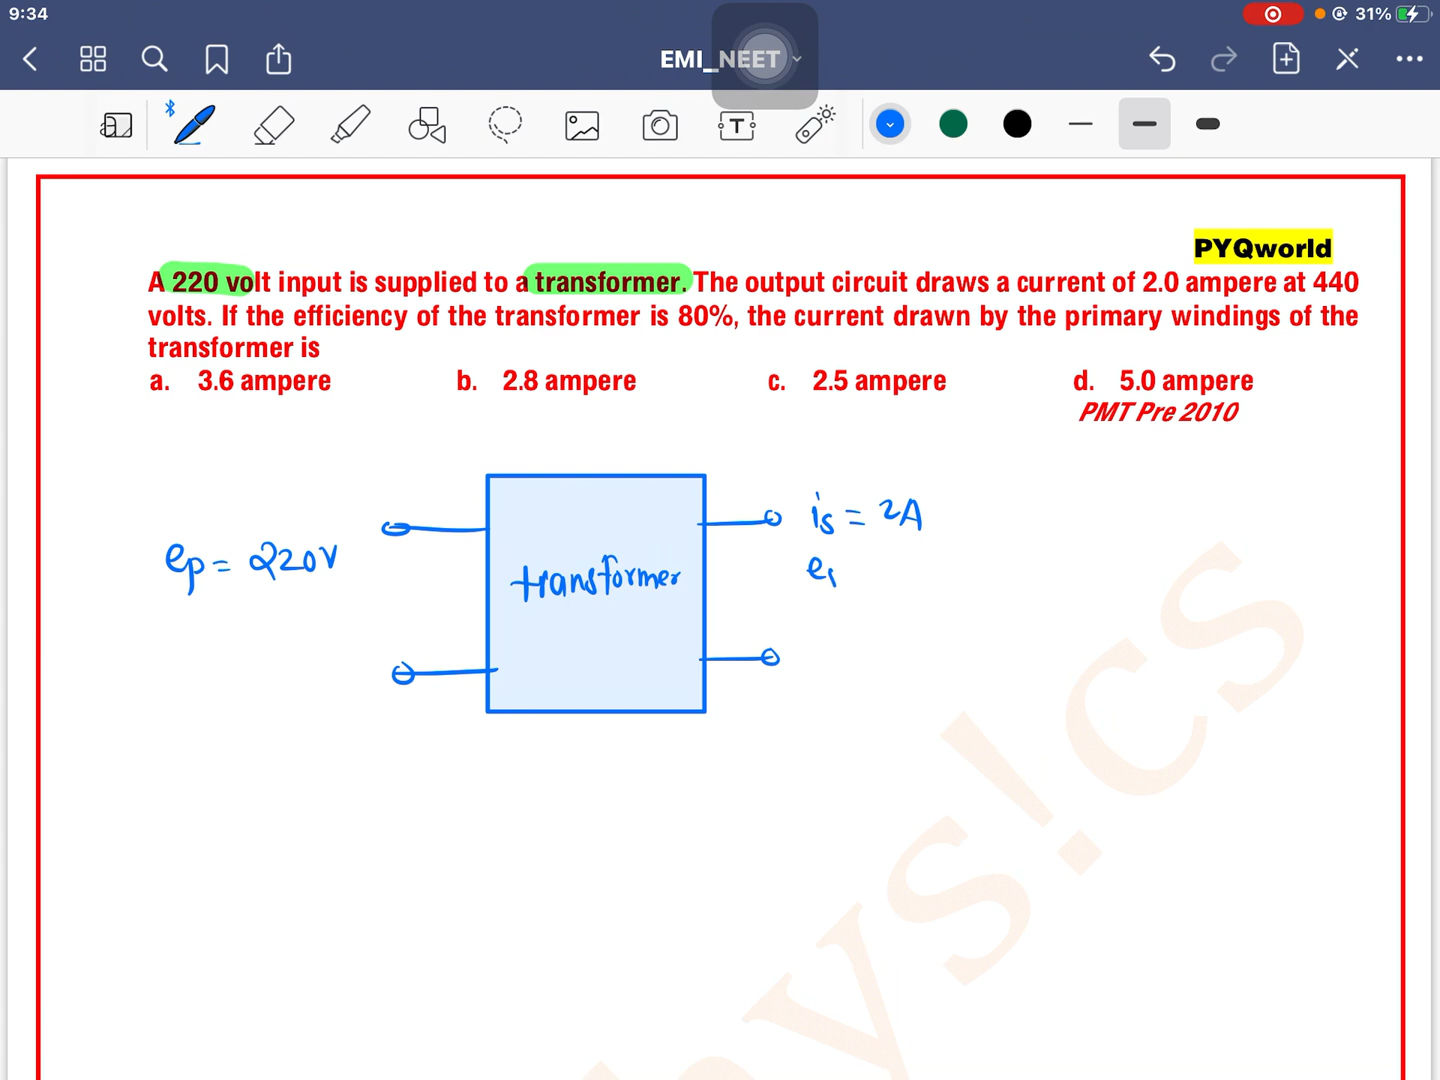 9:34
31%
EMI_NEET
T
PYQworld
A 220 volt input is supplied to a transformer. The output circuit draws a current of 2.0 ampere at 440
volts. If the efficiency of the transformer is 80%, the current drawn by the primary windings of the
transformer is
a. 3.6 ampere b. 2.8 ampere c. 2.5 ampere d. 5.0 ampere
PMT Pre 2010
is = 2A
ep = 220V
transformer
hys!cs